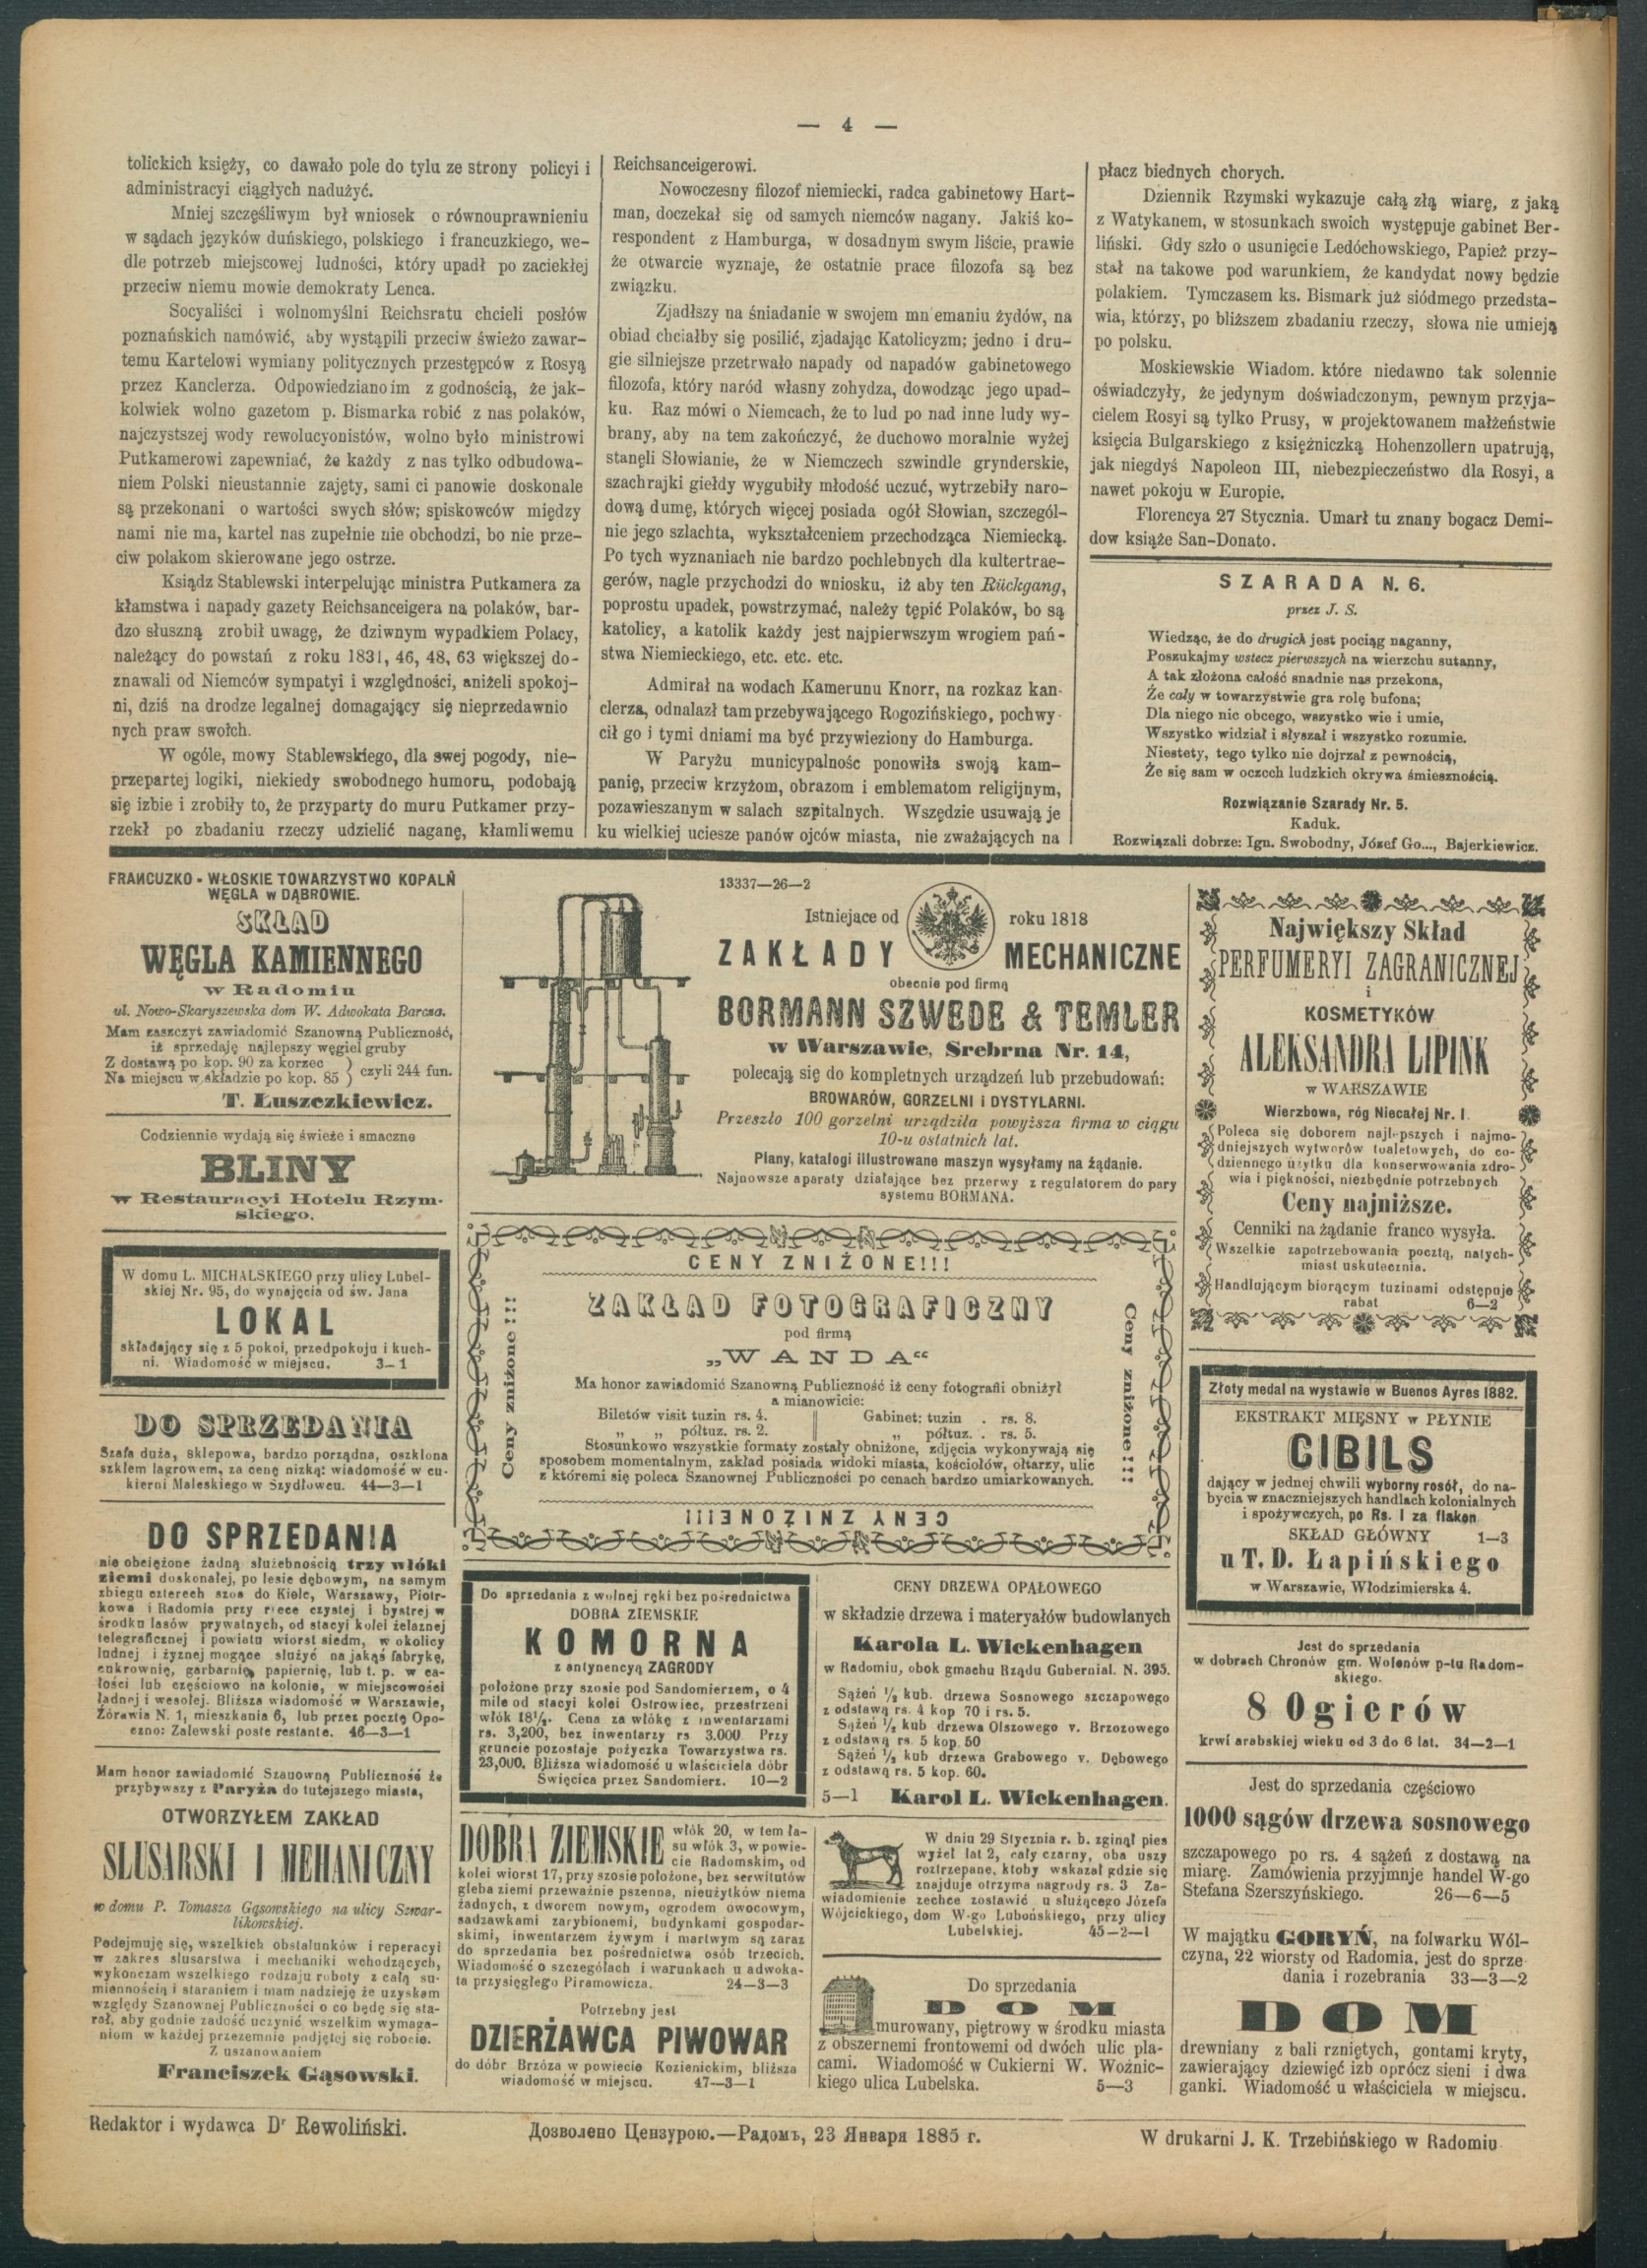 — 4 —
tolickich księży, co dawało pole do tylu ze strony policyi i
administracyi ciągłych nadużyć.
Mniej szczęśliwym był wniosek o równouprawnieniu
w sądach języków duńskiego, polskiego i francuzkiego, we-
dle potrzeb miejscowej ludności, który upadł po zaciekłej
przeciw niemu mowie demokraty Lenca.
Socyaliści i wolnomyślni Reichsratu chcieli posłów
poznańskich namówić, aby wystąpili przeciw świeżo zawar-
temu Kartelowi wymiany politycznych przestępców z Rosyą
przez Kanclerza. Odpowiedziano im z godnością, że jak-
kolwiek wolno gazetom p. Bismarka robić z nas polaków,
najczystszej wody rewolucyonistów, wolno było ministrowi
Putkamerowi zapewniać, że każdy z nas tylko odbudowa-
niem Polski nieustannie zajęty, sami ci panowie doskonale
są przekonani o wartości swych słów; spiskowców między
nami nie ma, kartel nas zupełnie nie obchodzi, bo nie prze-
ciw polakom skierowane jego ostrze.
Ksiądz Stablewski interpelując ministra Putkamera za
kłamstwa i napady gazety Reichsanceigera na polaków, bar-
dzo słuszną zrobił uwagę, że dziwnym wypadkiem Polacy,
należący do powstań z roku 1831, 46, 48, 63 większej do-
znawali od Niemców sympatyi i względności, aniżeli spokoj-
ni, dziś na drodze legalnej domagający się nieprzedawnio
nych praw swoich.
W ogóle, mowy Stablewskiego, dla swej pogody, nie-
przepartej logiki, niekiedy swobodnego humoru, podobają
się izbie i zrobiły to, że przyparty do muru Putkamer przy-
rzekł po zbadaniu rzeczy udzielić naganę, kłamliwemu
Reichsanceigerowi.
Nowoczesny filozof niemiecki, radca gabinetowy Hart-
man, doczekał się od samych niemców nagany. Jakiś ko-
respondent z Hamburga, w dosadnym swym liście, prawie
że otwarcie wyznaje, że ostatnie prace filozofa są bez
związku.
Zjadłszy na śniadanie w swojem mn emaniu żydów, na
obiad chciałby się posilić, zjadając Katolicyzm; jedno i dru-
gie silniejsze przetrwało napady od napadów gabinetowego
filozofa, który naród własny zohydza, dowodząc jego upad-
ku. Raz mówi o Niemcach, że to lud po nad inne ludy wy-
brany, aby na tem zakończyć, że duchowo moralnie wyżej
stanęli Słowianie, że w Niemczech szwindle grynderskie,
szachrajki giełdy wygubiły młodość uczuć, wytrzebiły naro-
dową dumę, których więcej posiada ogół Słowian, szczegól-
nie jego szlachta, wykształceniem przechodząca Niemiecką.
Po tych wyznaniach nie bardzo pochlebnych dla kultertrae-
gerów, nagle przychodzi do wniosku, iż aby ten Rückgang,
poprostu upadek, powstrzymać, należy tępić Polaków, bo są
katolicy, a katolik każdy jest najpierwszym wrogiem pań-
stwa Niemieckiego, etc. etc. etc.
Admirał na wodach Kamerunu Knorr, na rozkaz kan-
clerza, odnalazł tam przebywającego Rogozińskiego, pochwy-
cił go i tymi dniami ma być przywieziony do Hamburga.
W Paryżu municypalnośc ponowiła swoją kam-
panię, przeciw krzyżom, obrazom i emblematom religijnym,
pozawieszanym w salach szpitalnych. Wszędzie usuwają je
ku wielkiej uciesze panów ojców miasta, nie zważających na
płacz biednych chorych.
Dziennik Rzymski wykazuje całą złą wiarę, z jaką
z Watykanem, w stosunkach swoich występuje gabinet Ber-
liński. Gdy szło o usunięcie Ledóchowskiego, Papież przy-
stał na takowe pod warunkiem, że kandydat nowy będzie
polakiem. Tymczasem ks. Bismark już siódmego przedsta-
wia, którzy, po bliższem zbadaniu rzeczy, słowa nie umieją
po polsku.
Moskiewskie Wiadom. które niedawno tak solennie
oświadczyły, że jedynym doświadczonym, pewnym przyja-
cielem Rosyi są tylko Prusy, w projektowanem małżeństwie
księcia Bulgarskiego z księżniczką Hohenzollern upatrują,
jak niegdyś Napoleon III, niebezpieczeństwo dla Rosyi, a
nawet pokoju w Europie.
Florencya 27 Stycznia. Umarł tu znany bogacz Demi-
dow książe San-Donato.
SZARADA N. 6.
przez J. S.
Wiedząc, że do drugich jest pociąg naganny,
Poszukajmy wstecz pierwszych na wierzchu sutanny,
A tak złożona całość snadnie nas przekona,
Że cały w towarzystwie gra rolę bufona;
Dla niego nic obcego, wszystko wie i umie,
Wszystko widział i słyszał i wszystko rozumie.
Niestety, tego tylko nie dojrzał z pewnością,
Że się sam w oczch ludzkich okrywa śmiesznością.
Rozwiązanie Szarady Nr. 5.
Kaduk.
Rozwiązali dobrze: Ign. Swobodny, Józef Go..., Bajerkiewicz.
FRANCUZKO - WŁOSKIE TOWARZYSTWO KOPALŃ
WĘGLA w DĄBROWIE.
SKŁAD
WĘGLA KAMIENNEGO
w Radomiu
ul. Nowo-Skaryszewska dom W. Adwokata Barcza.
Mam zaszczyt zawiadomić Szanowną Publiczność,
iż sprzedaję najlepszy węgiel gruby
Z dostawą po kop. 90 za korzec
Na miejscu w składzie po kop. 85 } czyli 244 fun.
T. Łuszczkiewicz.
Codziennie wydają się świeże i smaczne
BLINY
w Restauracyi Hotelu Rzym-
skiego.
W domu L. MICHALSKIEGO przy ulicy Lubel-
skiej Nr. 95, do wynajęcia od św. Jana
LOKAL
składający się z 5 pokoi, przedpokoju i kuch-
ni. Wiadomość w miejscu. 3—1
DO SPRZEDANIA
Szafa duża, sklepowa, bardzo porządna, oszklona
szkłem lagrowem, za cenę nizką: wiadomość w cu-
kierni Maleskiego w Szydłowcu. 44—3—1
DO SPRZEDANIA
nie obciężone żadną służebnością trzy włóki
ziemi doskonałej, po lesie dębowym, na samym
zbiegu czterech szos do Kielc, Warszawy, Piotr-
kowa i Radomia przy rzece czystej i bystrej w
środku lasów prywatnych, od stacyi kolei żelaznej
telegraficznej i powiatu wiorst siedm, w okolicy
ludnej i żyznej mogące służyć na jakąś fabrykę,
cukrownię, garbarnię, papiernię, lub t. p. w ca-
łości lub częściowo na kolonie, w miejscowości
ładnej i wesołej. Bliższa wiadomość w Warszawie,
Żórawia N. 1, mieszkania 6, lub przez pocztę Opo-
czno: Zalewski poste restante. 46—3—1
Mam honor zawiadomić Szanowną Publiczność że
przybywszy z Paryża do tutejszego miasta,
OTWORZYŁEM ZAKŁAD
SLUSARSKI I MEHANICZNY
w domu P. Tomasza Gąsowskiego na ulicy Szwar-
likowskiej.
Podejmuję się, wszelkich obstalunków i reperacyi
w zakres slusarstwa i mechaniki wchodzących,
wykończam wszelkiego rodzaju roboty z całą su-
miennością i staraniem i mam nadzieję że uzyskam
względy Szanownej Publiczności o co będę się sta-
rał, aby godnie zadość uczynić wszelkim wymaga-
niom w każdej przezemnie podjętej się robocie.
Z uszanowaniem
Franciszek Gąsowski.
13337—26—2
Istniejące od roku 1818
ZAKŁADY MECHANICZNE
obecnie pod firmą
BORMANN SZWEDE & TEMLER
w Warszawie, Srebrna Nr. 14,
polecają się do kompletnych urządzeń lub przebudowań:
BROWARÓW, GORZELNI i DYSTYLARNI.
Przeszło 100 gorzelni urządziła powyższa firma w ciągu
10-u ostatnich lat.
Plany, katalogi illustrowane maszyn wysyłamy na żądanie.
Najnowsze aparaty działające bez przerwy z regulatorem do pary
systemu BORMANA.
CENY ZNIŻONE!!!
Ceny zniżone!!!
ZAKŁAD FOTOGRAFICZNY
pod firmą
„WANDA“
Ma honor zawiadomić Szanowną Publiczność iż ceny fotografii obniżył
a mianowicie:
Biletów visit tuzin rs. 4. Gabinet: tuzin . rs. 8.
„ „ półtuz. rs. 2. „ półtuz. . rs. 5.
Stosunkowo wszystkie formaty zostały obniżone, zdjęcia wykonywają się
sposobem momentalnym, zakład posiada widoki miasta, kościołów, ołtarzy, ulic
z któremi się poleca Szanownej Publiczności po cenach bardzo umiarkowanych.
Ceny zniżone!!!
CENY ZNIZONE!!!
Do sprzedania z wolnej ręki bez pośrednictwa
DOBRA ZIEMSKIE
KOMORNA
z antynencyą ZAGRODY
położone przy szosie pod Sandomierzem, o 4
mile od stacyi kolei Ostrowiec, przestrzeni
włók 18½. Cena za włókę z inwentarzami
rs. 3,200, bez inwentarzy rs 3.000 Przy
gruncie pozostaje pożyczka Towarzystwa rs.
23,000. Bliższa wiadomość u właściciela dóbr
Święcica przez Sandomierz. 10—2
DOBRA ZIEMSKIE włók 20, w tem la-
su włók 3, w powie-
cie Radomskim, od
kolei wiorst 17, przy szosie położone, bez serwitutów
gleba ziemi przeważnie pszenna, nieużytków niema
żadnych, z dworem nowym, ogrodem owocowym,
sadzawkami zarybionemi, budynkami gospodar-
skimi, inwentarzem żywym i martwym są zaraz
do sprzedania bez pośrednictwa osób trzecich.
Wiadomość o szczegółach i warunkach u adwoka-
ta przysięgłego Piramowicza. 24—3—3
Potrzebny jest
DZIERŻAWCA PIWOWAR
do dóbr Brzóza w powiecie Kozienickim, bliższa
wiadomość w miejscu. 47—3—1
CENY DRZEWA OPAŁOWEGO
w składzie drzewa i materyałów budowlanych
Karola L. Wickenhagen
w Radomiu, obok gmachu Rządu Gubernial. N. 395.
Sążeń ½ kub. drzewa Sosnowego szczapowego
z odstawą rs. 4 kop 70 i rs. 5.
Sążeń ½ kub drzewa Olszowego v. Brzozowego
z odstawą rs. 5 kop. 50
Sążeń ½ kub drzewa Grabowego v. Dębowego
z odstawą rs. 5 kop. 60.
5—1 Karol L. Wickenhagen.
W dniu 29 Stycznia r. b. zginął pies
wyżeł lat 2, cały czarny, oba uszy
roztrzepane, ktoby wskazał gdzie się
znajduje otrzyma nagrody rs. 3 Za-
wiadomienie zechce zostawić u służącego Józefa
Wójcickiego, dom W-go Lubońskiego, przy ulicy
Lubelskiej. 45—2—1
Do sprzedania
DOM
murowany, piętrowy w środku miasta
z obszernemi frontowemi od dwóch ulic pla-
cami. Wiadomość w Cukierni W. Woźnic-
kiego ulica Lubelska. 5—3
Największy Skład
PERFUMERYI ZAGRANICZNEJ
i
KOSMETYKÓW
ALEKSANDRA LIPINK
w WARSZAWIE
Wierzbowa, róg Niecałej Nr. 1
Poleca się doborem najlepszych i najmo-
dniejszych wytworów toaletowych, do co-
dziennego użytku dla konserwowania zdro-
wia i piękności, niezbędnie potrzebnych
Ceny najniższe.
Cenniki na żądanie franco wysyła.
Wszelkie zapotrzebowania pocztą, natych-
miast uskutecznia.
Handlującym biorącym tuzinami odstępuje
rabat 6—2
Złoty medal na wystawie w Buenos Ayres 1882.
EKSTRAKT MIĘSNY w PŁYNIE
CIBILS
dający w jednej chwili wyborny rosół, do na-
bycia w znaczniejszych handlach kolonialnych
i spożywczych, po Rs. 1 za flakon
SKŁAD GŁÓWNY 1—3
u T. D. Łapińskiego
w Warszawie, Włodzimierska 4.
Jest do sprzedania
w dobrach Chronów gm. Wolanów p-tu Radom-
skiego.
8 Ogierów
krwi arabskiej wieku od 3 do 6 lat. 34—2—1
Jest do sprzedania częściowo
1000 sągów drzewa sosnowego
szczapowego po rs. 4 sążeń z dostawą na
miarę. Zamówienia przyjmnje handel W-go
Stefana Szerszyńskiego. 26—6—5
W majątku GORYŃ, na folwarku Wól-
czyna, 22 wiorsty od Radomia, jest do sprze-
dania i rozebrania 33—3—2
DOM
drewniany z bali rzniętych, gontami kryty,
zawierający dziewięć izb oprócz sieni i dwa
ganki. Wiadomość u właściciela w miejscu.
Redaktor i wydawca Dr Rewoliński.
Дозволено Цензурою.—Радомъ, 23 Января 1885 г.
W drukarni J. K. Trzebińskiego w Radomiu